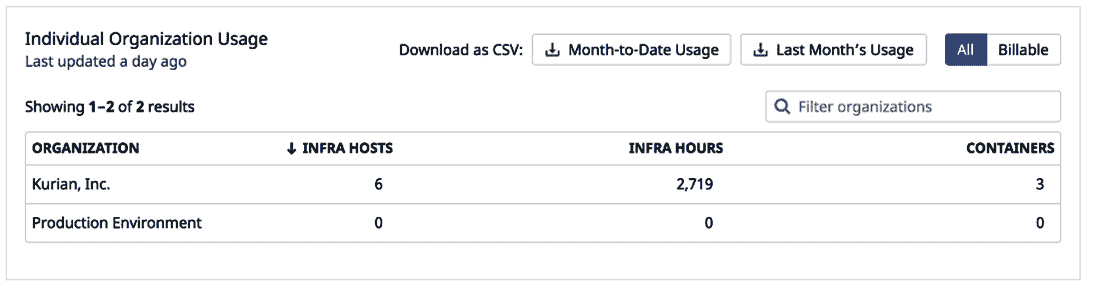 Individual Organization Usage
Last updated a day ago
Download as CSV: Month-to-Date Usage Last Month's Usage All Billable
Showing 1–2 of 2 results
Filter organizations
ORGANIZATION ↓ INFRA HOSTS INFRA HOURS CONTAINERS
Kurian, Inc. 6 2,719 3
Production Environment 0 0 0